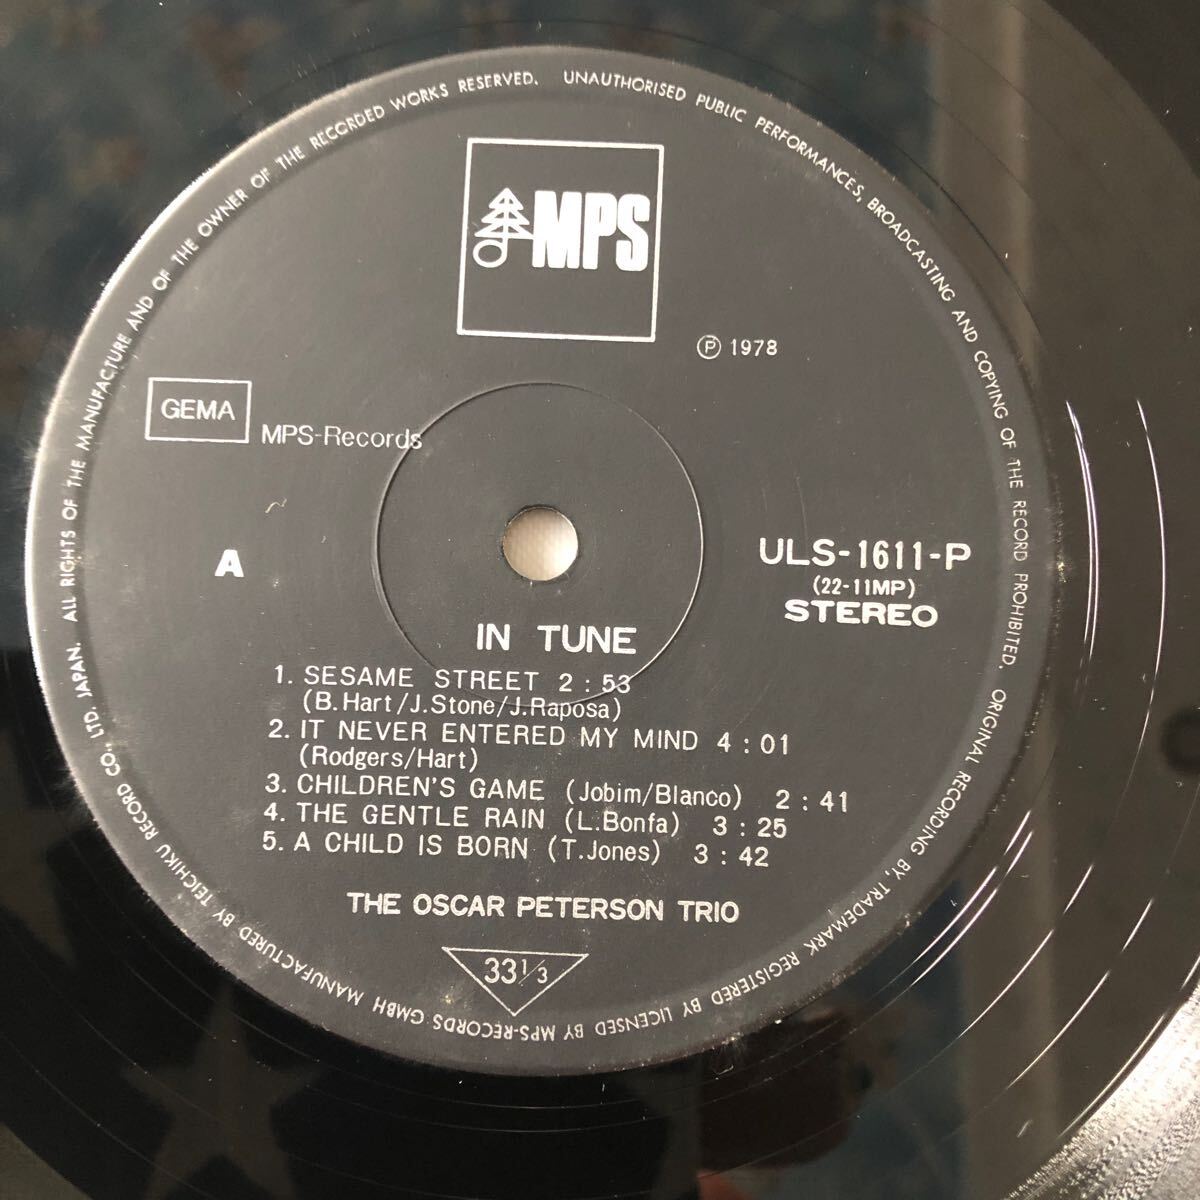 ALL RIGHTS OF THE MANUFACTURE AND OF THE OWNER OF THE RECORDED WORKS RESERVED. UNAUTHORISED PUBLIC PERFORMANCES, BROADCASTING AND COPYING OF THE RECORD PROHIBITED. ORIGINAL RECORDING BY, TRADEMARK REGISTERED BY LICENSED BY MPS-RECORDS GMBH MANUFACTURED BY TEICHIKU RECORD CO., LTD. JAPAN.
MPS
Ⓟ 1978
GEMA
MPS-Records
A
ULS-1611-P
(22-11MP)
STEREO
IN TUNE
1. SESAME STREET 2:53
(B.Hart/J.Stone/J.Raposa)
2. IT NEVER ENTERED MY MIND 4:01
(Rodgers/Hart)
3. CHILDREN'S GAME (Jobim/Blanco) 2:41
4. THE GENTLE RAIN (L.Bonfa) 3:25
5. A CHILD IS BORN (T.Jones) 3:42
THE OSCAR PETERSON TRIO
33 1/3